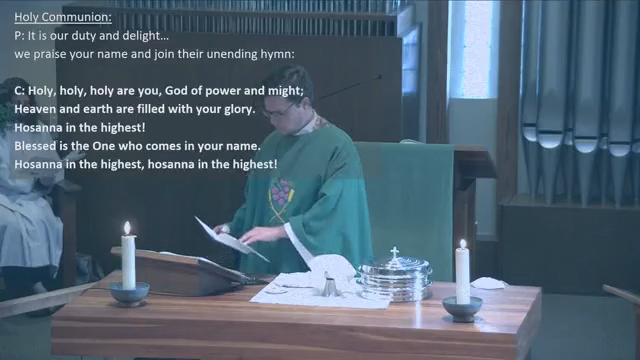 Holy Communion:
P: It is our duty and delight…
we praise your name and join their unending hymn:
C: Holy, holy, holy are you, God of power and might;
Heaven and earth are filled with your glory.
Hosanna in the highest!
Blessed is the One who comes in your name.
Hosanna in the highest, hosanna in the highest!